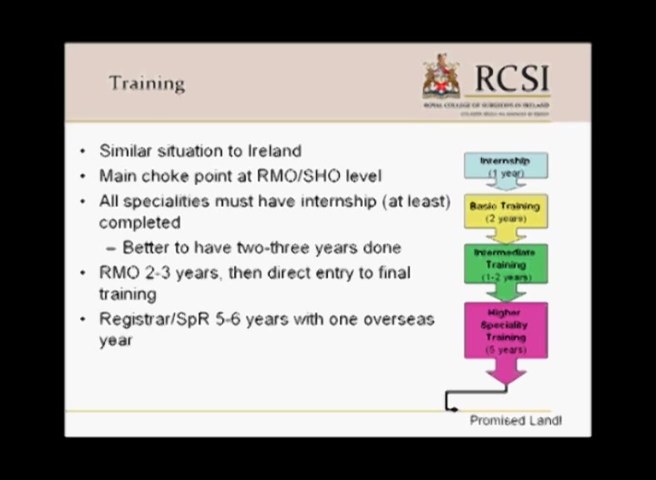 Training
RCSI
ROYAL COLLEGE OF SURGEONS IN IRELAND
• Similar situation to Ireland
• Main choke point at RMO/SHO level
• All specialities must have internship (at least)
completed
– Better to have two-three years done
• RMO 2-3 years, then direct entry to final
training
• Registrar/SpR 5-6 years with one overseas
year
Internship
(1 year)
Basic Training
(2 years)
Intermediate
Training
(1-2 years)
Higher
Speciality
Training
(5 years)
Promised Land!